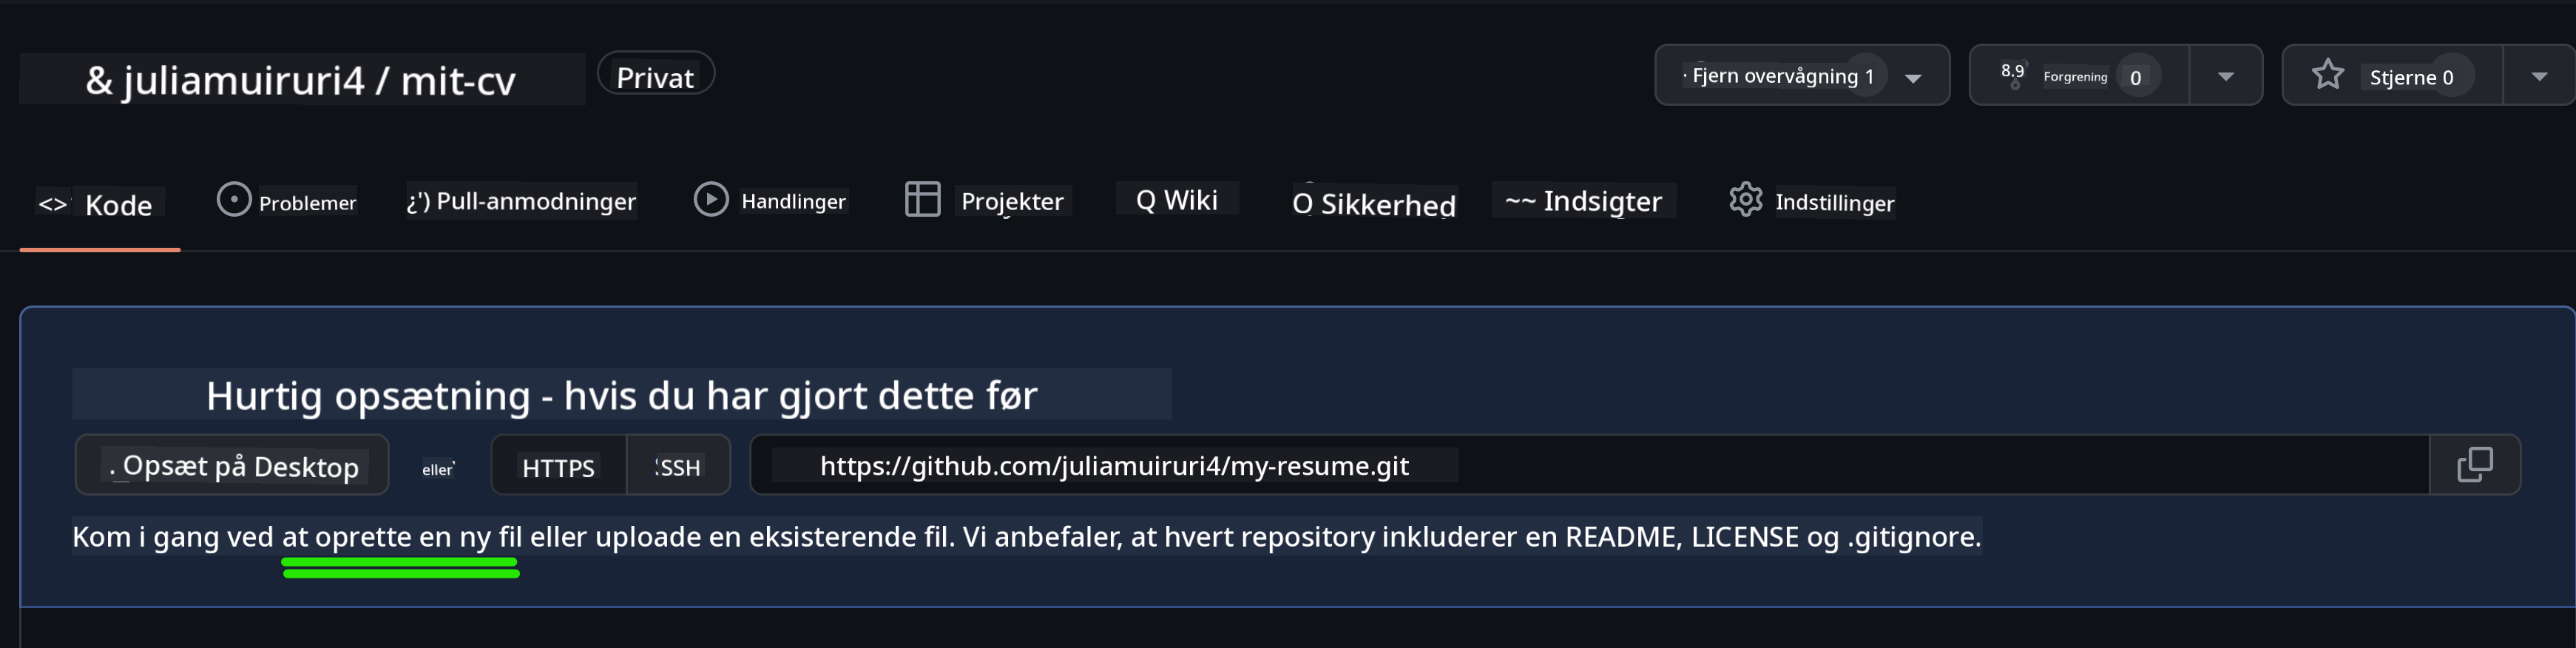 & juliamuiruri4 / mit-cv Privat · Fjern overvågning 1 8.9 Forgrening 0 Stjerne 0
<> Kode Problemer ¿') Pull-anmodninger Handlinger Projekter Q Wiki O Sikkerhed ~~ Indsigter Indstillinger
Hurtig opsætning - hvis du har gjort dette før
. Opsæt på Desktop eller HTTPS SSH https://github.com/juliamuiruri4/my-resume.git
Kom i gang ved at oprette en ny fil eller uploade en eksisterende fil. Vi anbefaler, at hvert repository inkluderer en README, LICENSE og .gitignore.